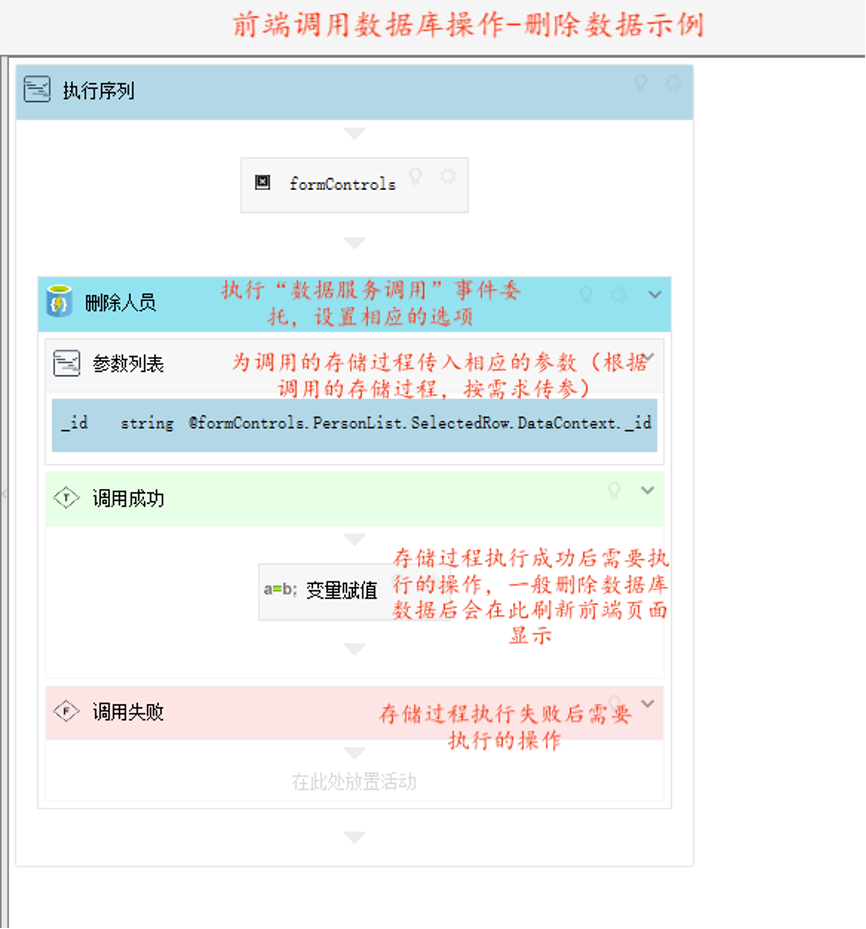 前端调用数据库操作-删除数据示例
执行序列
formControls
删除人员
执行“数据服务调用”事件委
托，设置相应的选项
参数列表
为调用的存储过程传入相应的参数（根据
调用的存储过程，按需求传参）
_id string @formControls.PersonList.SelectedRow.DataContext._id
T 调用成功
a=b; 变量赋值
存储过程执行成功后需要执
行的操作，一般删除数据库
数据后会在此刷新前端页面
显示
F 调用失败
存储过程执行失败后需要
执行的操作
在此处放置活动